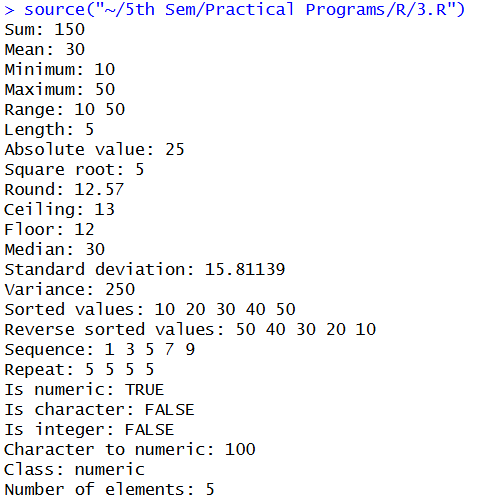 > source("~/5th Sem/Practical Programs/R/3.R")
Sum: 150
Mean: 30
Minimum: 10
Maximum: 50
Range: 10 50
Length: 5
Absolute value: 25
Square root: 5
Round: 12.57
Ceiling: 13
Floor: 12
Median: 30
Standard deviation: 15.81139
Variance: 250
Sorted values: 10 20 30 40 50
Reverse sorted values: 50 40 30 20 10
Sequence: 1 3 5 7 9
Repeat: 5 5 5 5
Is numeric: TRUE
Is character: FALSE
Is integer: FALSE
Character to numeric: 100
Class: numeric
Number of elements: 5